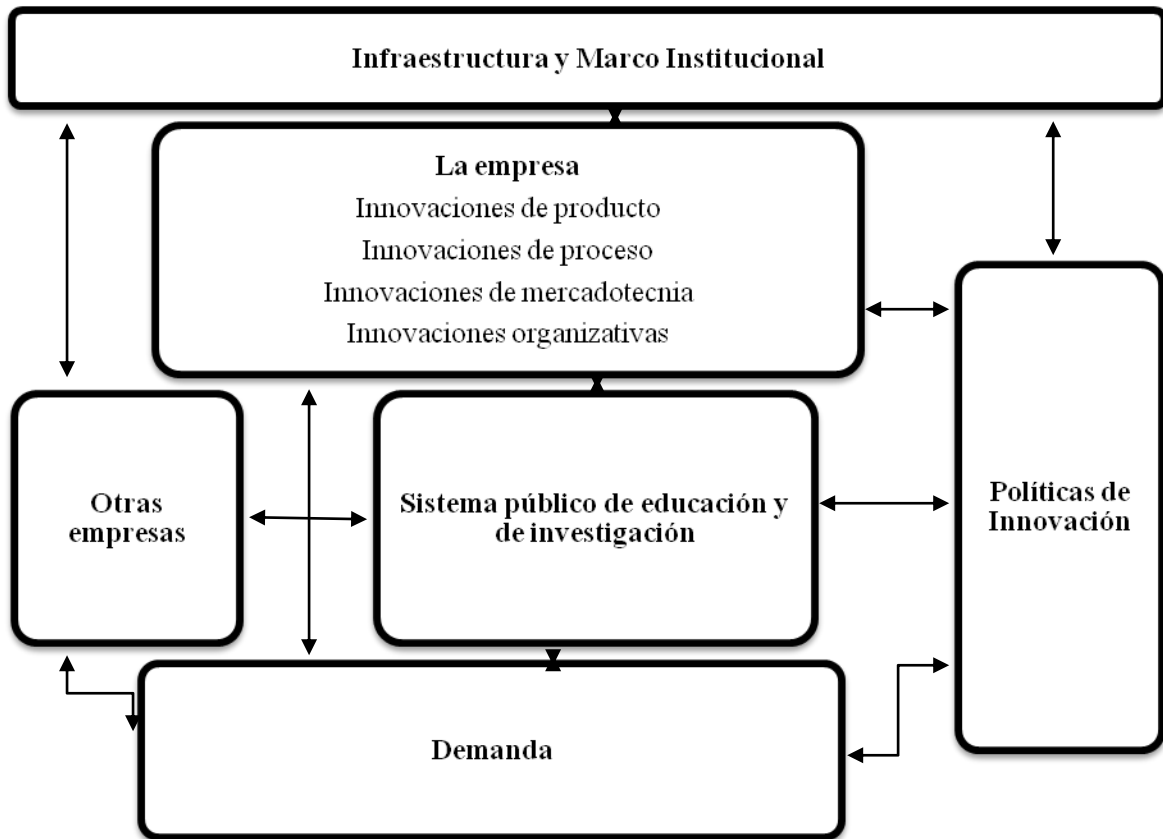 Infraestructura y Marco Institucional
La empresa
Innovaciones de producto
Innovaciones de proceso
Innovaciones de mercadotecnia
Innovaciones organizativas
Otras
empresas
Sistema público de educación y
de investigación
Políticas de
Innovación
Demanda